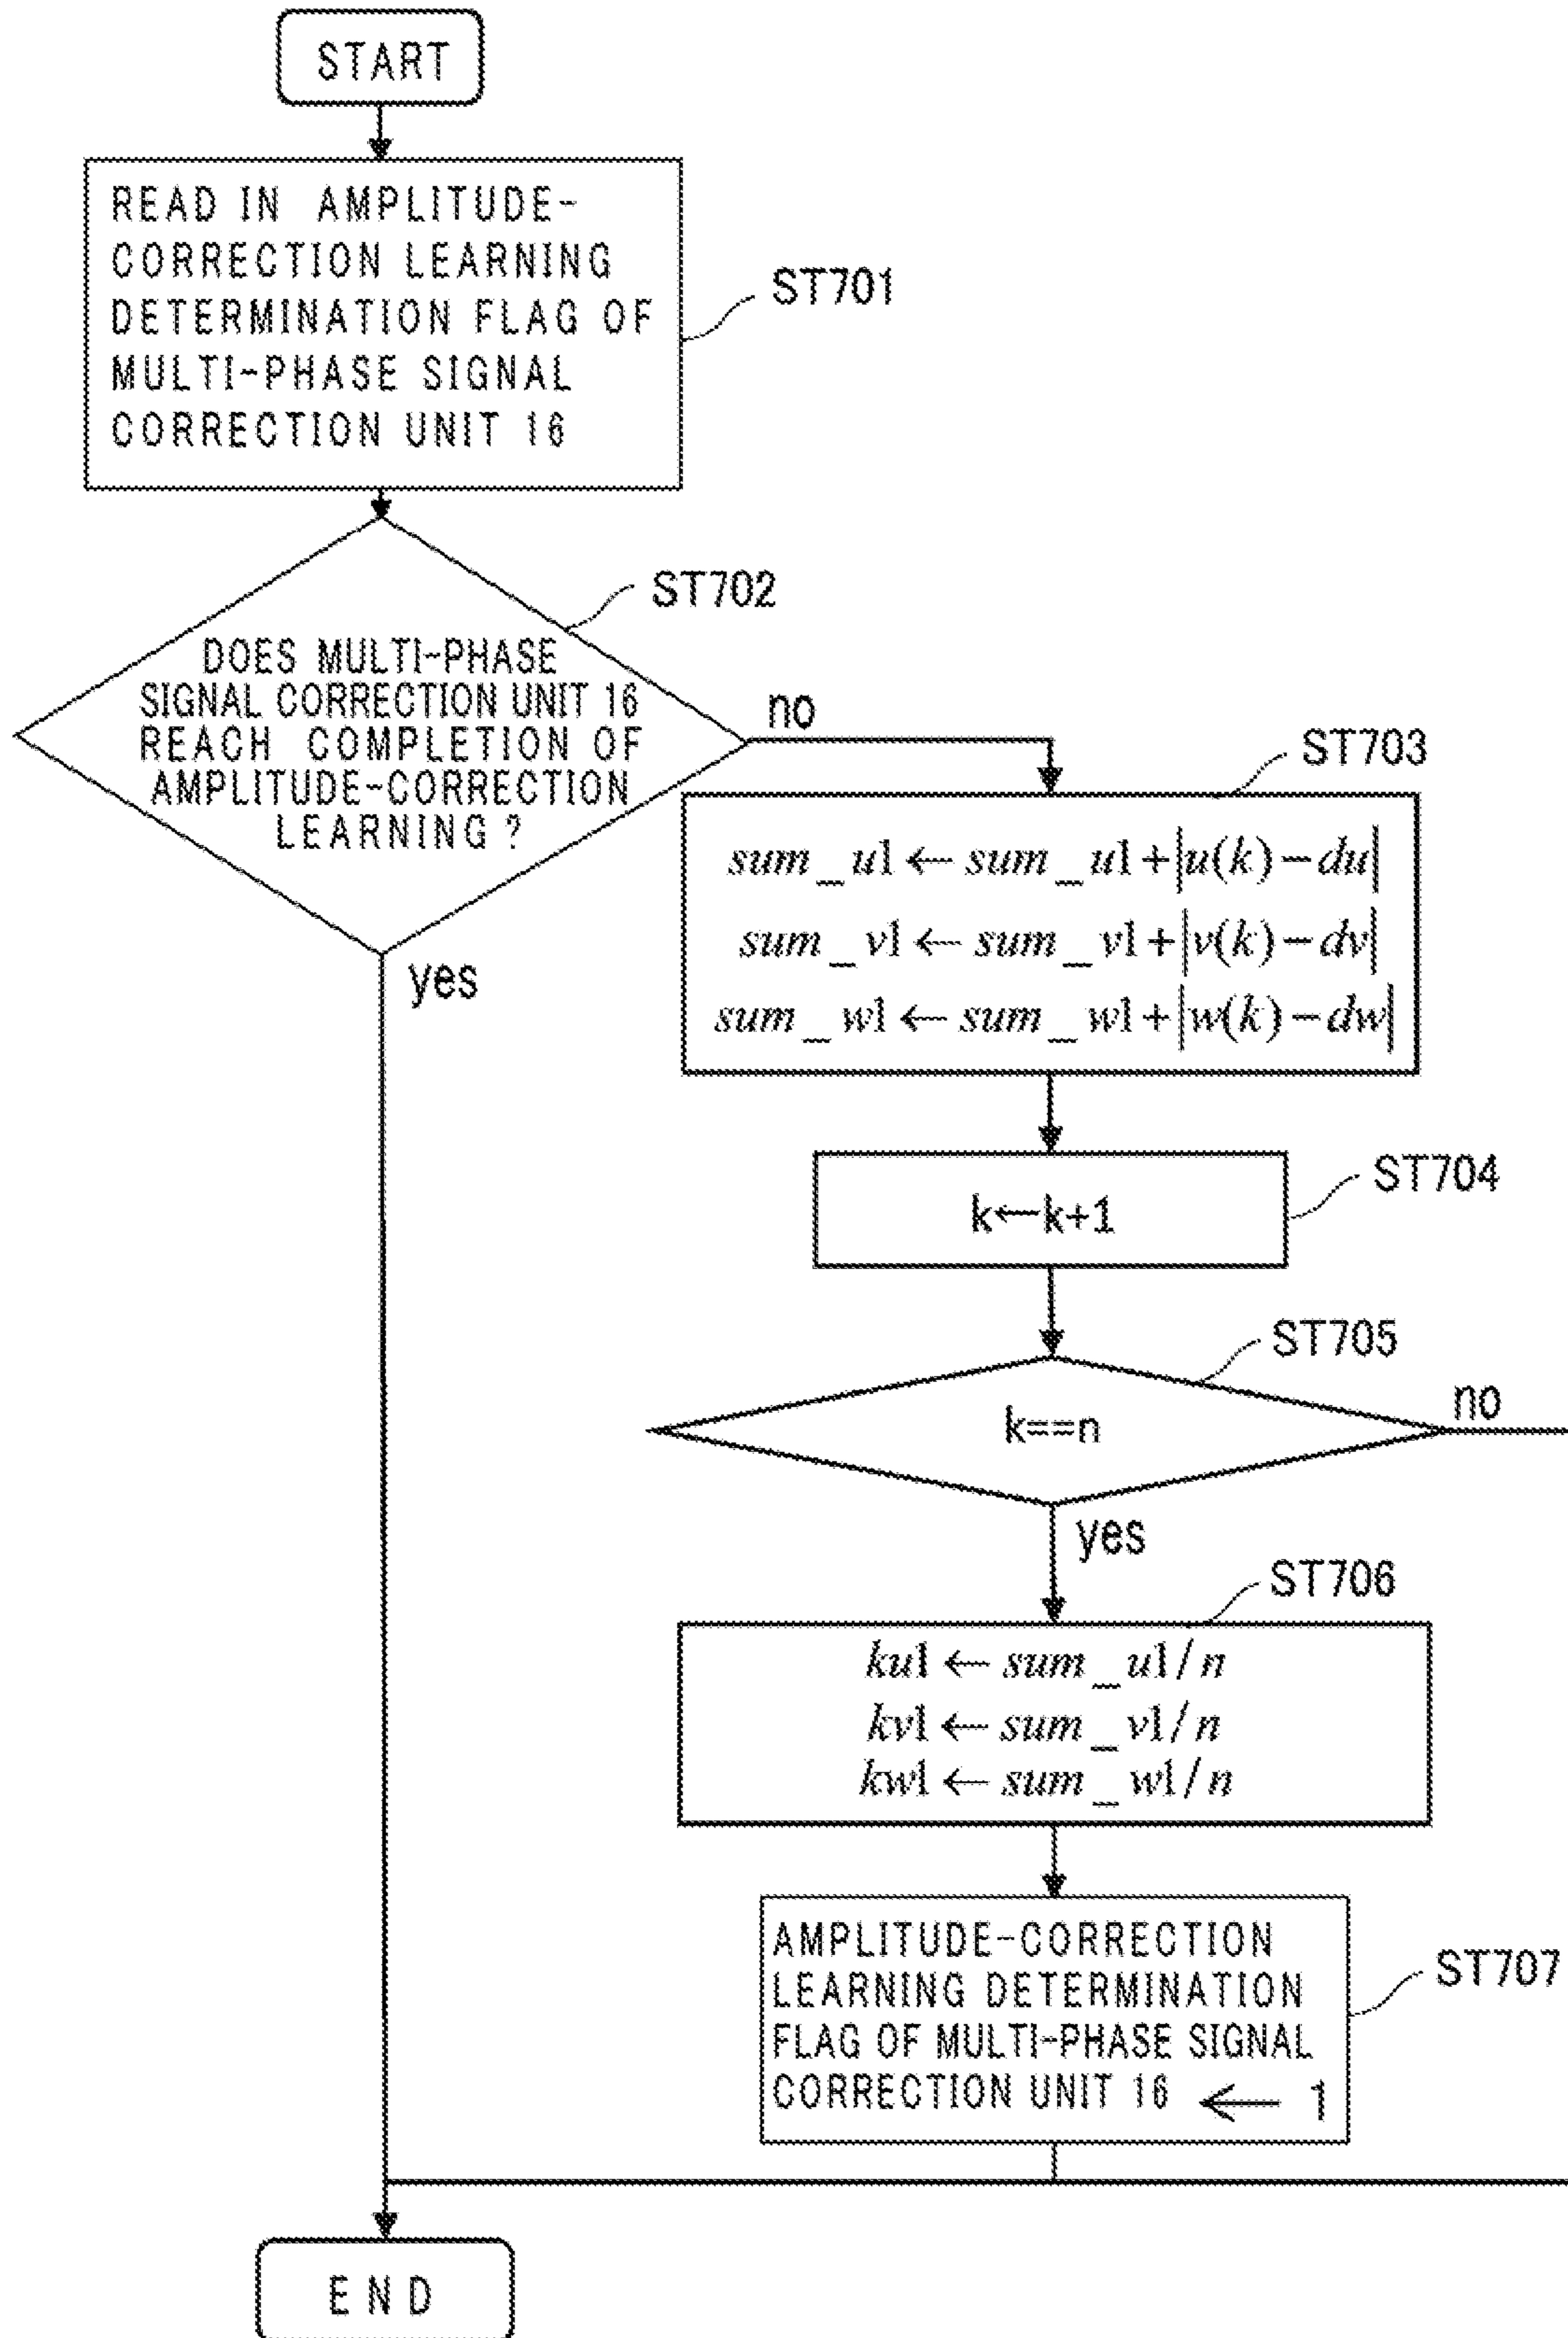 START
READ IN AMPLITUDE-
CORRECTION LEARNING
DETERMINATION FLAG OF
MULTI-PHASE SIGNAL
CORRECTION UNIT 16
ST701
ST702
DOES MULTI-PHASE
SIGNAL CORRECTION UNIT 16
REACH COMPLETION OF
AMPLITUDE-CORRECTION
LEARNING ?
no
yes
ST703
sum_u1 ← sum_u1+|u(k)−du|
sum_v1 ← sum_v1+|v(k)−dv|
sum_w1 ← sum_w1+|w(k)−dw|
ST704
k←k+1
ST705
k==n
no
yes
ST706
ku1 ← sum_u1/n
kv1 ← sum_v1/n
kw1 ← sum_w1/n
AMPLITUDE-CORRECTION
LEARNING DETERMINATION
FLAG OF MULTI-PHASE SIGNAL
CORRECTION UNIT 16 ← 1
ST707
END